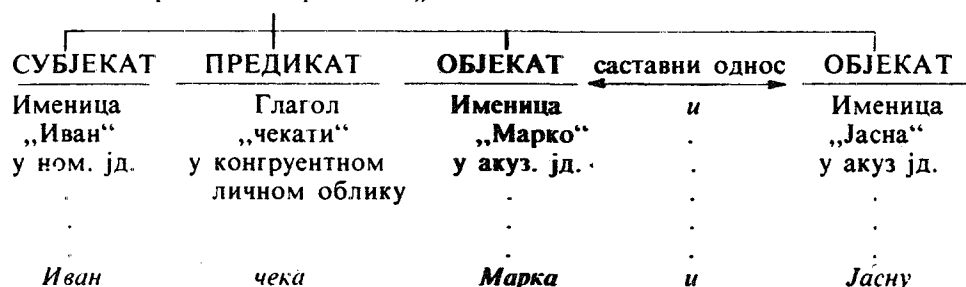 СУБЈЕКАТ ПРЕДИКАТ ОБЈЕКАТ саставни однос ОБЈЕКАТ
Именица Глагол Именица и Именица
„Иван“ „чекати“ „Марко“ . „Јасна“
у ном. јд. у конгруентном у акуз. јд. . у акуз јд.
. личном облику . . .
. . . .
Иван чека Марка и Јасну